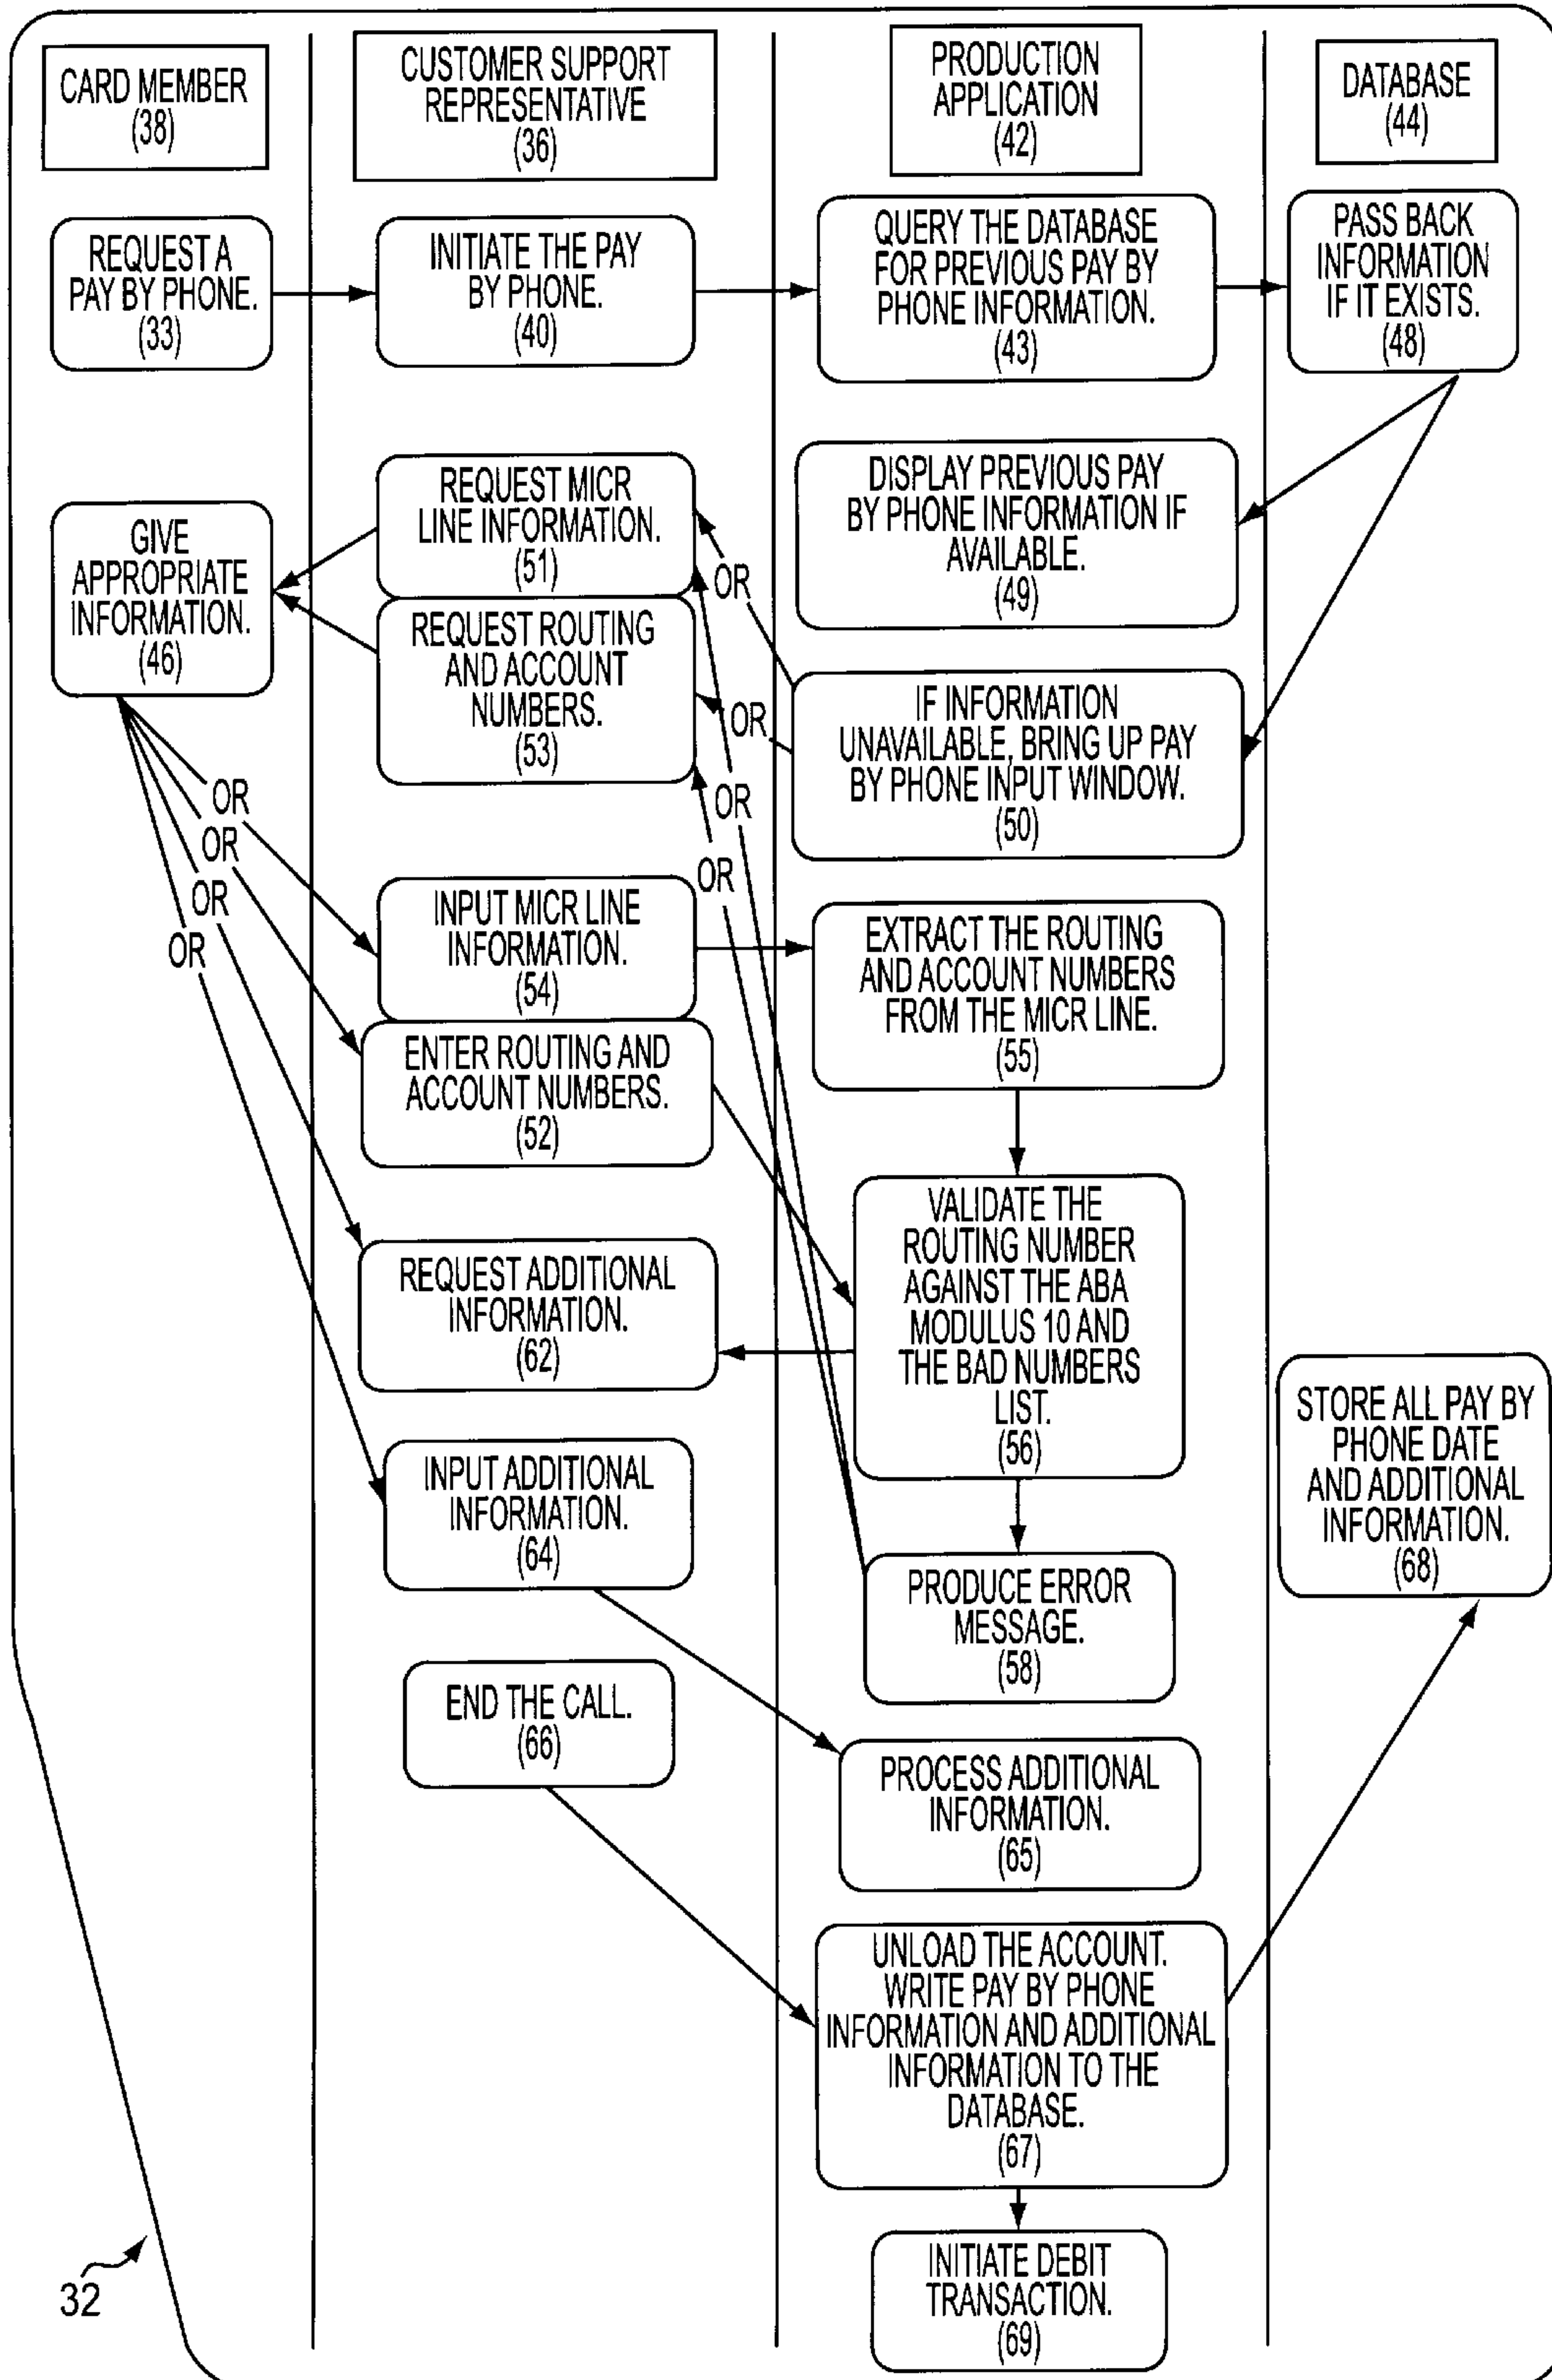 CARD MEMBER
(38)
CUSTOMER SUPPORT
REPRESENTATIVE
(36)
PRODUCTION
APPLICATION
(42)
DATABASE
(44)
REQUEST A
PAY BY PHONE.
(33)
INITIATE THE PAY
BY PHONE.
(40)
QUERY THE DATABASE
FOR PREVIOUS PAY BY
PHONE INFORMATION.
(43)
PASS BACK
INFORMATION
IF IT EXISTS.
(48)
GIVE
APPROPRIATE
INFORMATION.
(46)
REQUEST MICR
LINE INFORMATION.
(51)
REQUEST ROUTING
AND ACCOUNT
NUMBERS.
(53)
OR
OR
OR
OR
DISPLAY PREVIOUS PAY
BY PHONE INFORMATION IF
AVAILABLE.
(49)
IF INFORMATION
UNAVAILABLE, BRING UP PAY
BY PHONE INPUT WINDOW.
(50)
OR
OR
OR
OR
INPUT MICR LINE
INFORMATION.
(54)
ENTER ROUTING AND
ACCOUNT NUMBERS.
(52)
EXTRACT THE ROUTING
AND ACCOUNT NUMBERS
FROM THE MICR LINE.
(55)
REQUEST ADDITIONAL
INFORMATION.
(62)
VALIDATE THE
ROUTING NUMBER
AGAINST THE ABA
MODULUS 10 AND
THE BAD NUMBERS
LIST.
(56)
STORE ALL PAY BY
PHONE DATE
AND ADDITIONAL
INFORMATION.
(68)
INPUT ADDITIONAL
INFORMATION.
(64)
PRODUCE ERROR
MESSAGE.
(58)
END THE CALL.
(66)
PROCESS ADDITIONAL
INFORMATION.
(65)
UNLOAD THE ACCOUNT.
WRITE PAY BY PHONE
INFORMATION AND ADDITIONAL
INFORMATION TO THE
DATABASE.
(67)
INITIATE DEBIT
TRANSACTION.
(69)
32